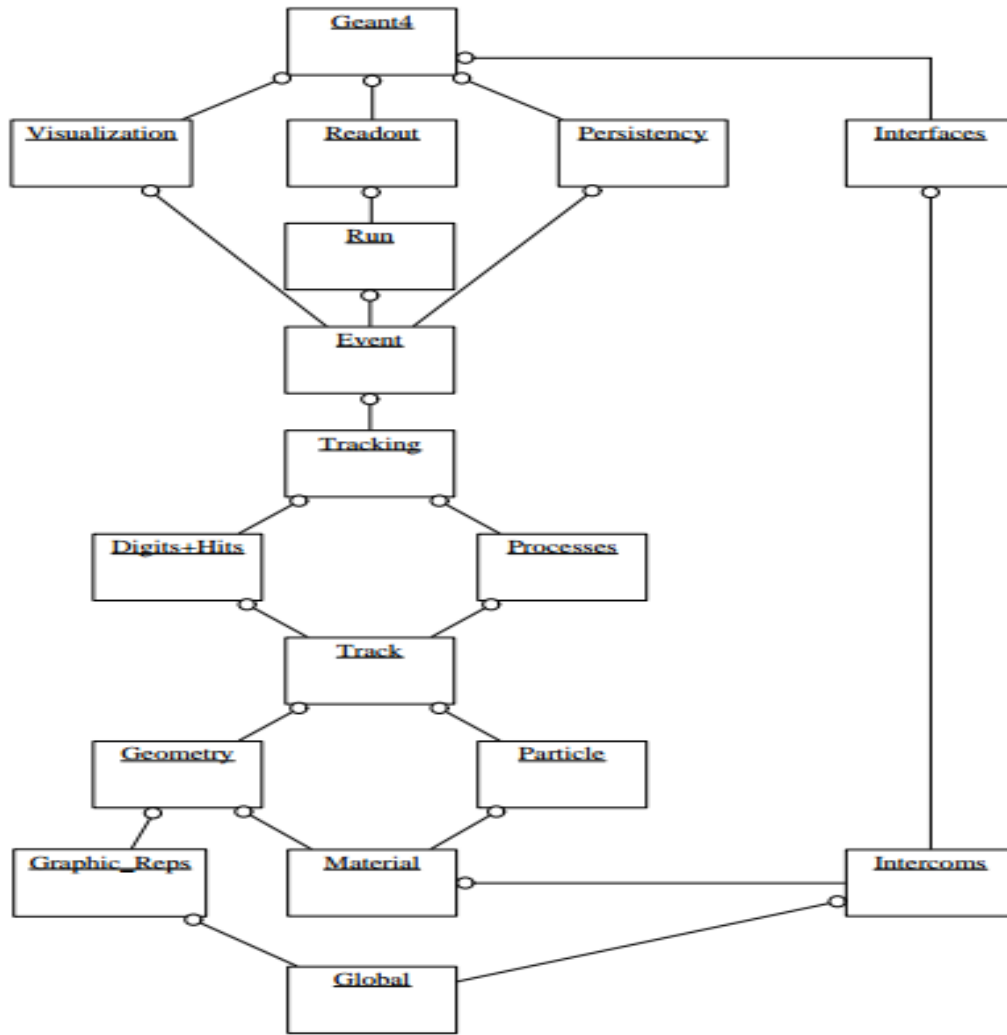 Geant4
Visualization
Readout
Persistency
Interfaces
Run
Event
Tracking
Digits+Hits
Processes
Track
Geometry
Particle
Graphic_Reps
Material
Intercoms
Global